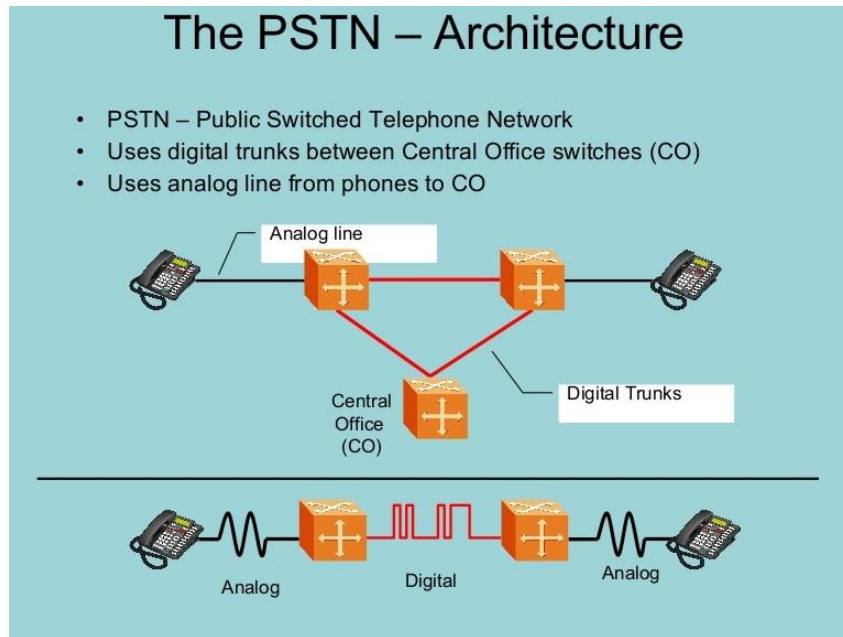 The PSTN – Architecture
• PSTN – Public Switched Telephone Network
• Uses digital trunks between Central Office switches (CO)
• Uses analog line from phones to CO
Analog line
Digital Trunks
Central
Office
(CO)
Analog
Digital
Analog